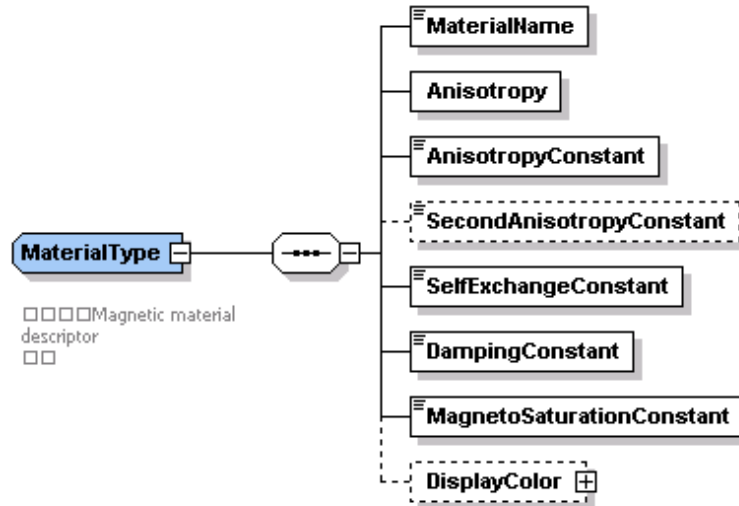 MaterialName
Anisotropy
AnisotropyConstant
SecondAnisotropyConstant
MaterialType
SelfExchangeConstant
□□□□Magnetic material
descriptor
□□
DampingConstant
MagnetoSaturationConstant
DisplayColor